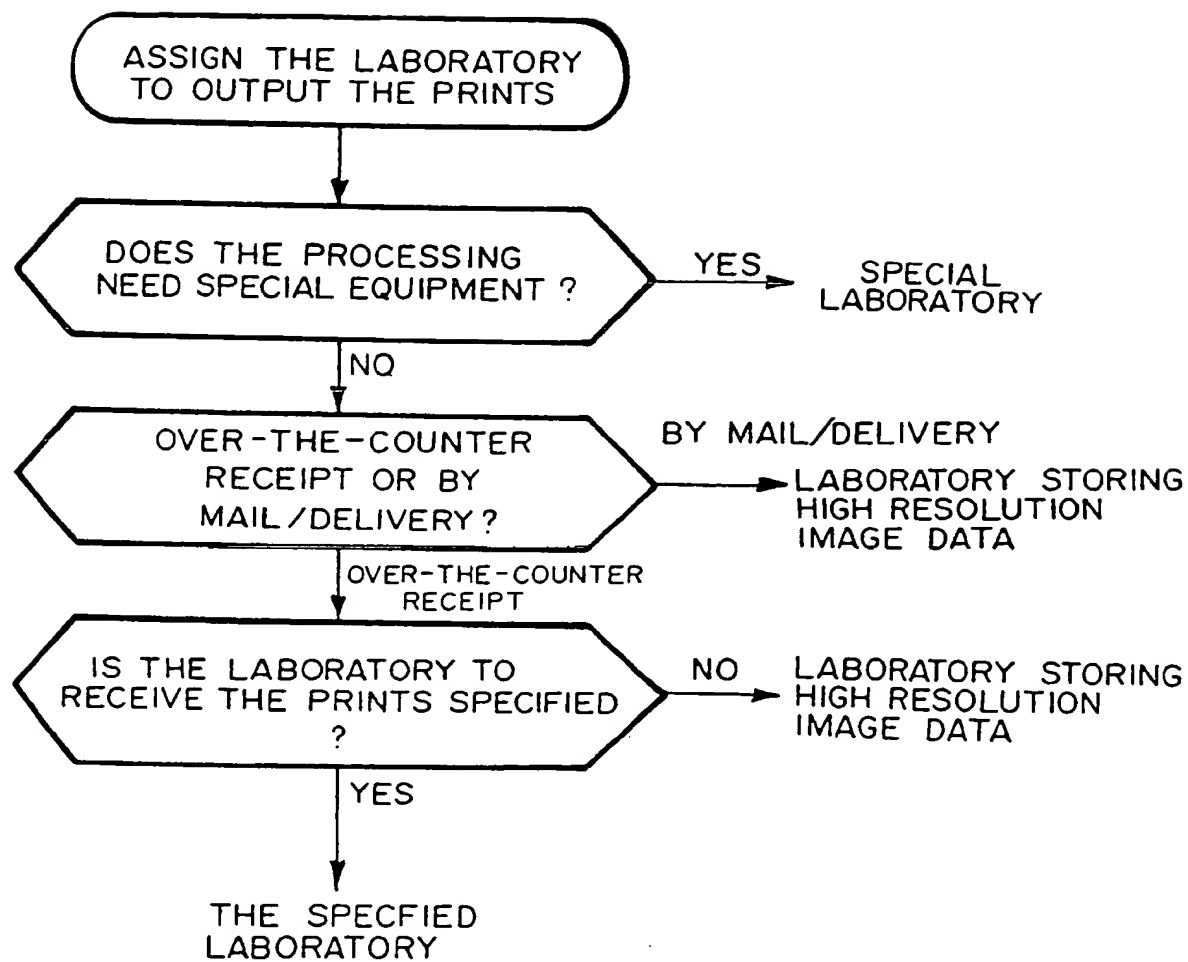 ASSIGN THE LABORATORY
TO OUTPUT THE PRINTS
DOES THE PROCESSING
NEED SPECIAL EQUIPMENT ?
YES
SPECIAL
LABORATORY
NO
OVER-THE-COUNTER
RECEIPT OR BY
MAIL/DELIVERY ?
BY MAIL/DELIVERY
LABORATORY STORING
HIGH RESOLUTION
IMAGE DATA
OVER-THE-COUNTER
RECEIPT
IS THE LABORATORY TO
RECEIVE THE PRINTS SPECIFIED
?
NO
LABORATORY STORING
HIGH RESOLUTION
IMAGE DATA
YES
THE SPECFIED
LABORATORY